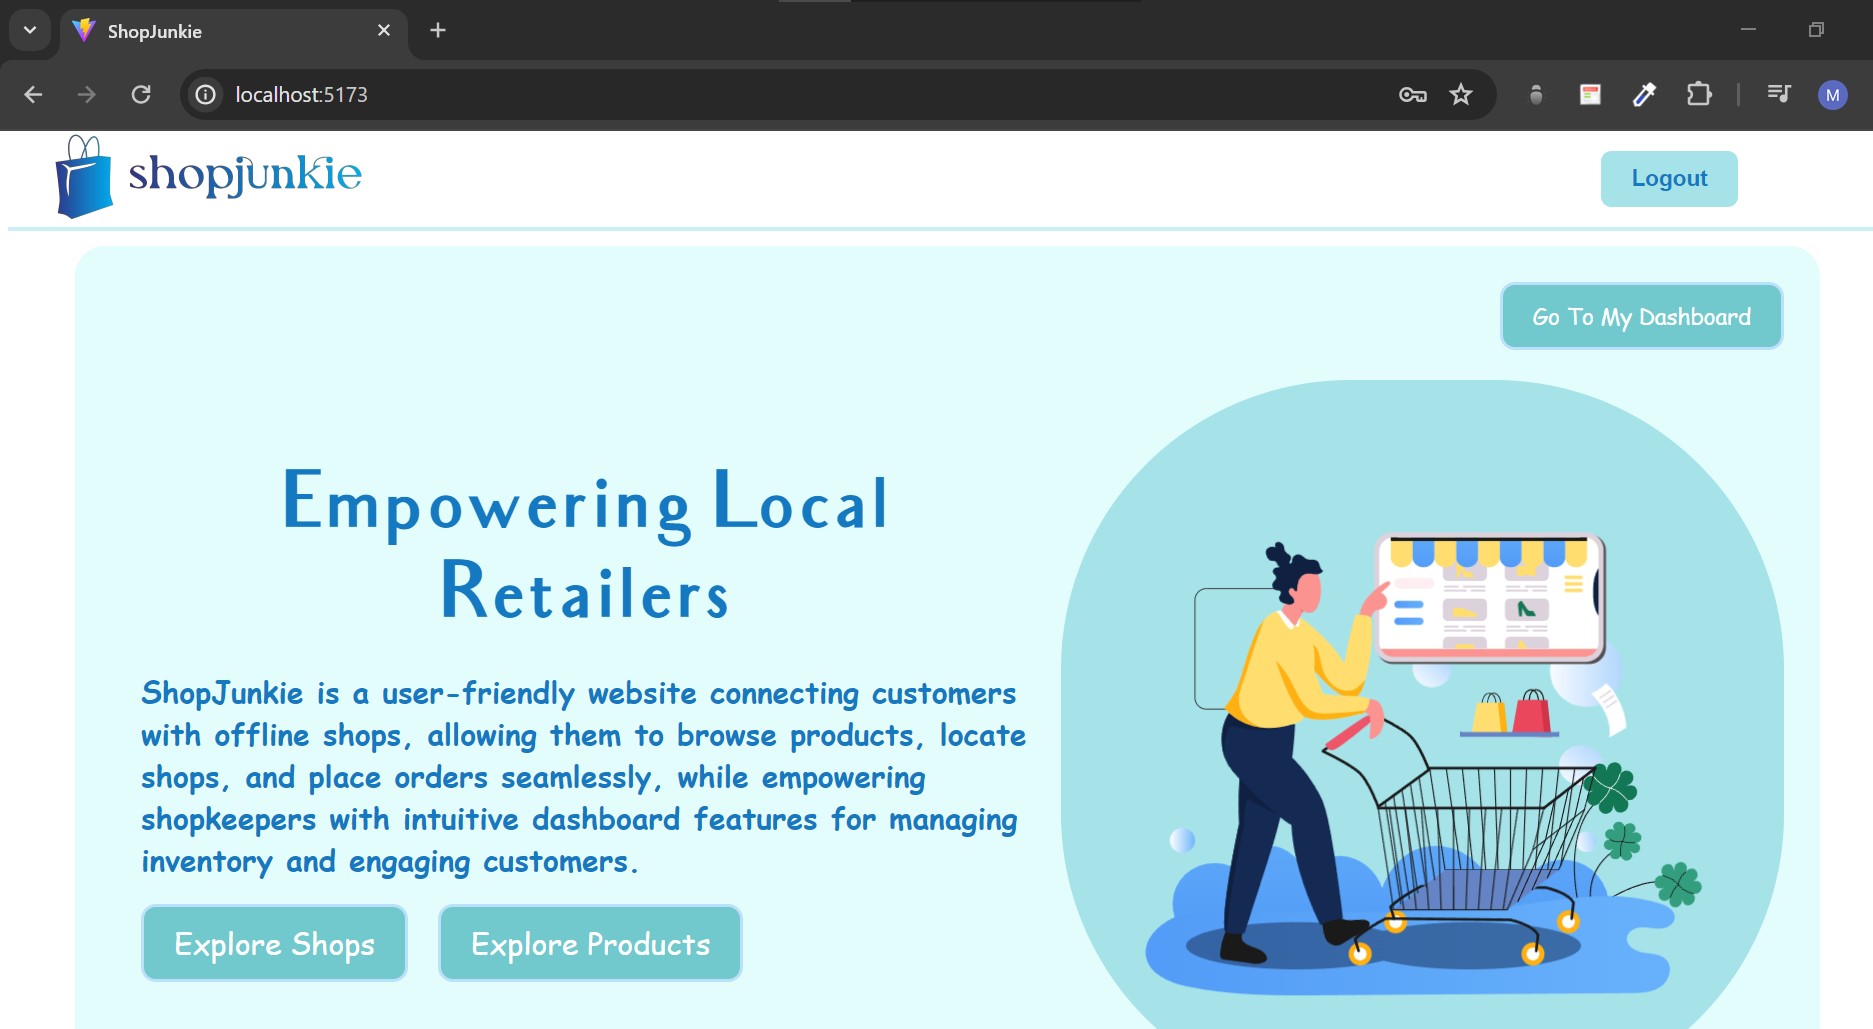 ShopJunkie
localhost:5173
M
shopjunkie
Logout
Go To My Dashboard
Empowering Local
Retailers
ShopJunkie is a user-friendly website connecting customers
with offline shops, allowing them to browse products, locate
shops, and place orders seamlessly, while empowering
shopkeepers with intuitive dashboard features for managing
inventory and engaging customers.
Explore Shops
Explore Products